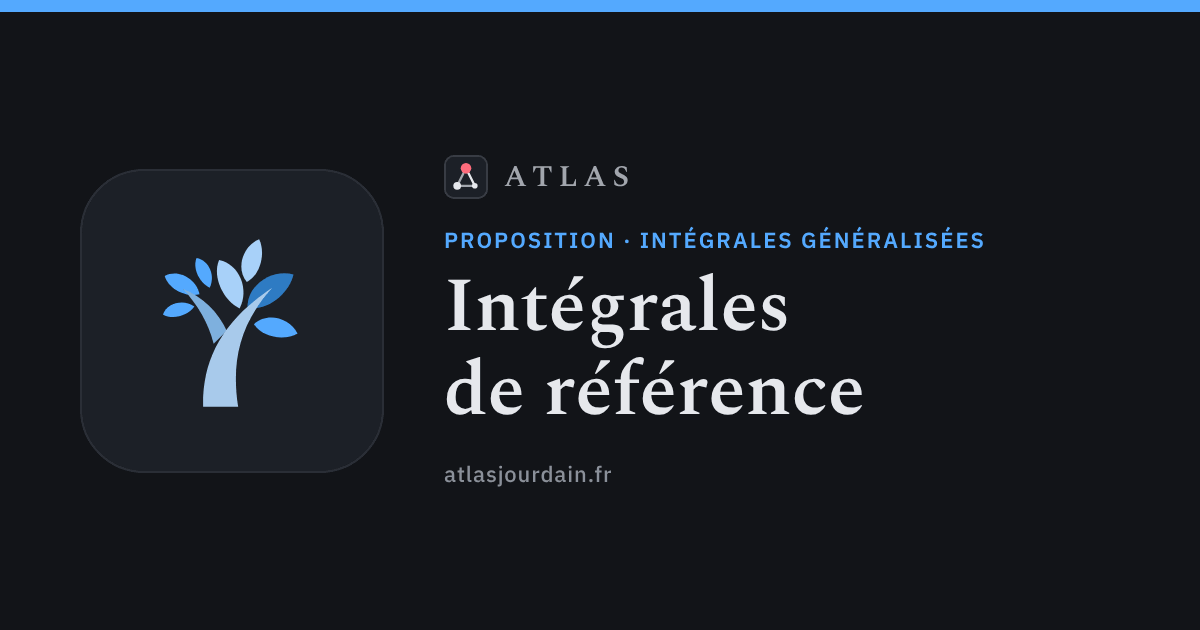 ATLAS
PROPOSITION · INTÉGRALES GÉNÉRALISÉES
Intégrales
de référence
atlasjourdain.fr